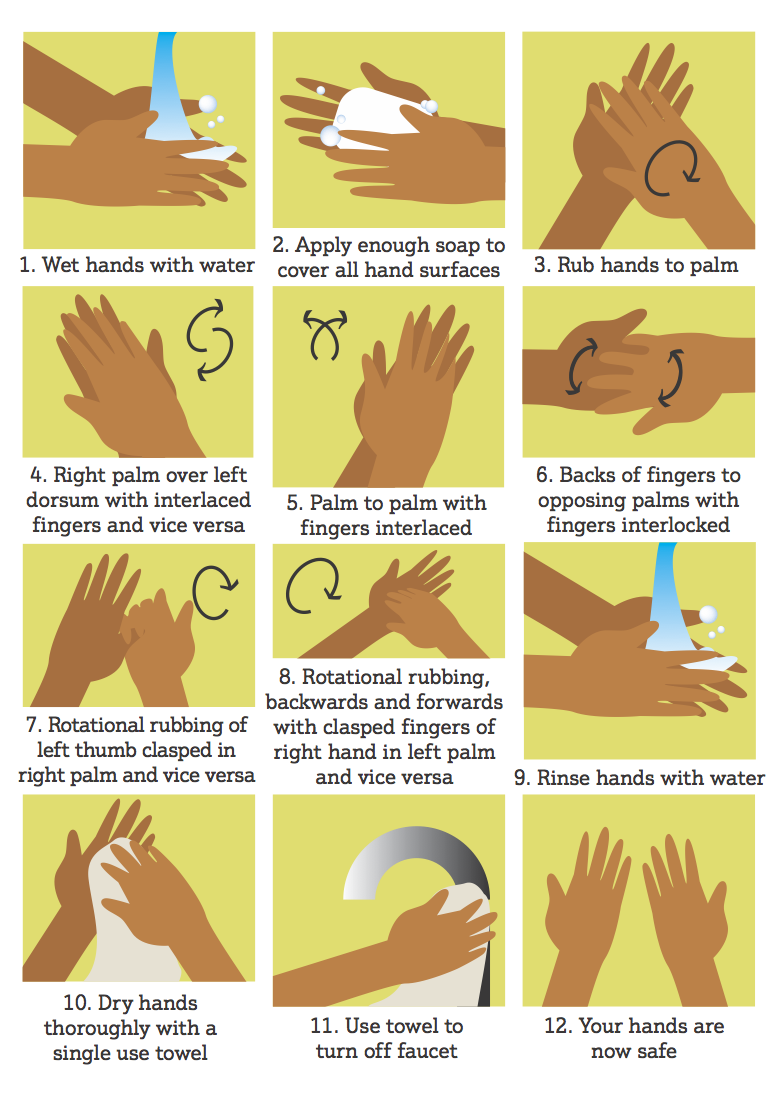 1. Wet hands with water
2. Apply enough soap to
cover all hand surfaces
3. Rub hands to palm
4. Right palm over left
dorsum with interlaced
fingers and vice versa
5. Palm to palm with
fingers interlaced
6. Backs of fingers to
opposing palms with
fingers interlocked
7. Rotational rubbing of
left thumb clasped in
right palm and vice versa
8. Rotational rubbing,
backwards and forwards
with clasped fingers of
right hand in left palm
and vice versa
9. Rinse hands with water
10. Dry hands
thoroughly with a
single use towel
11. Use towel to
turn off faucet
12. Your hands are
now safe